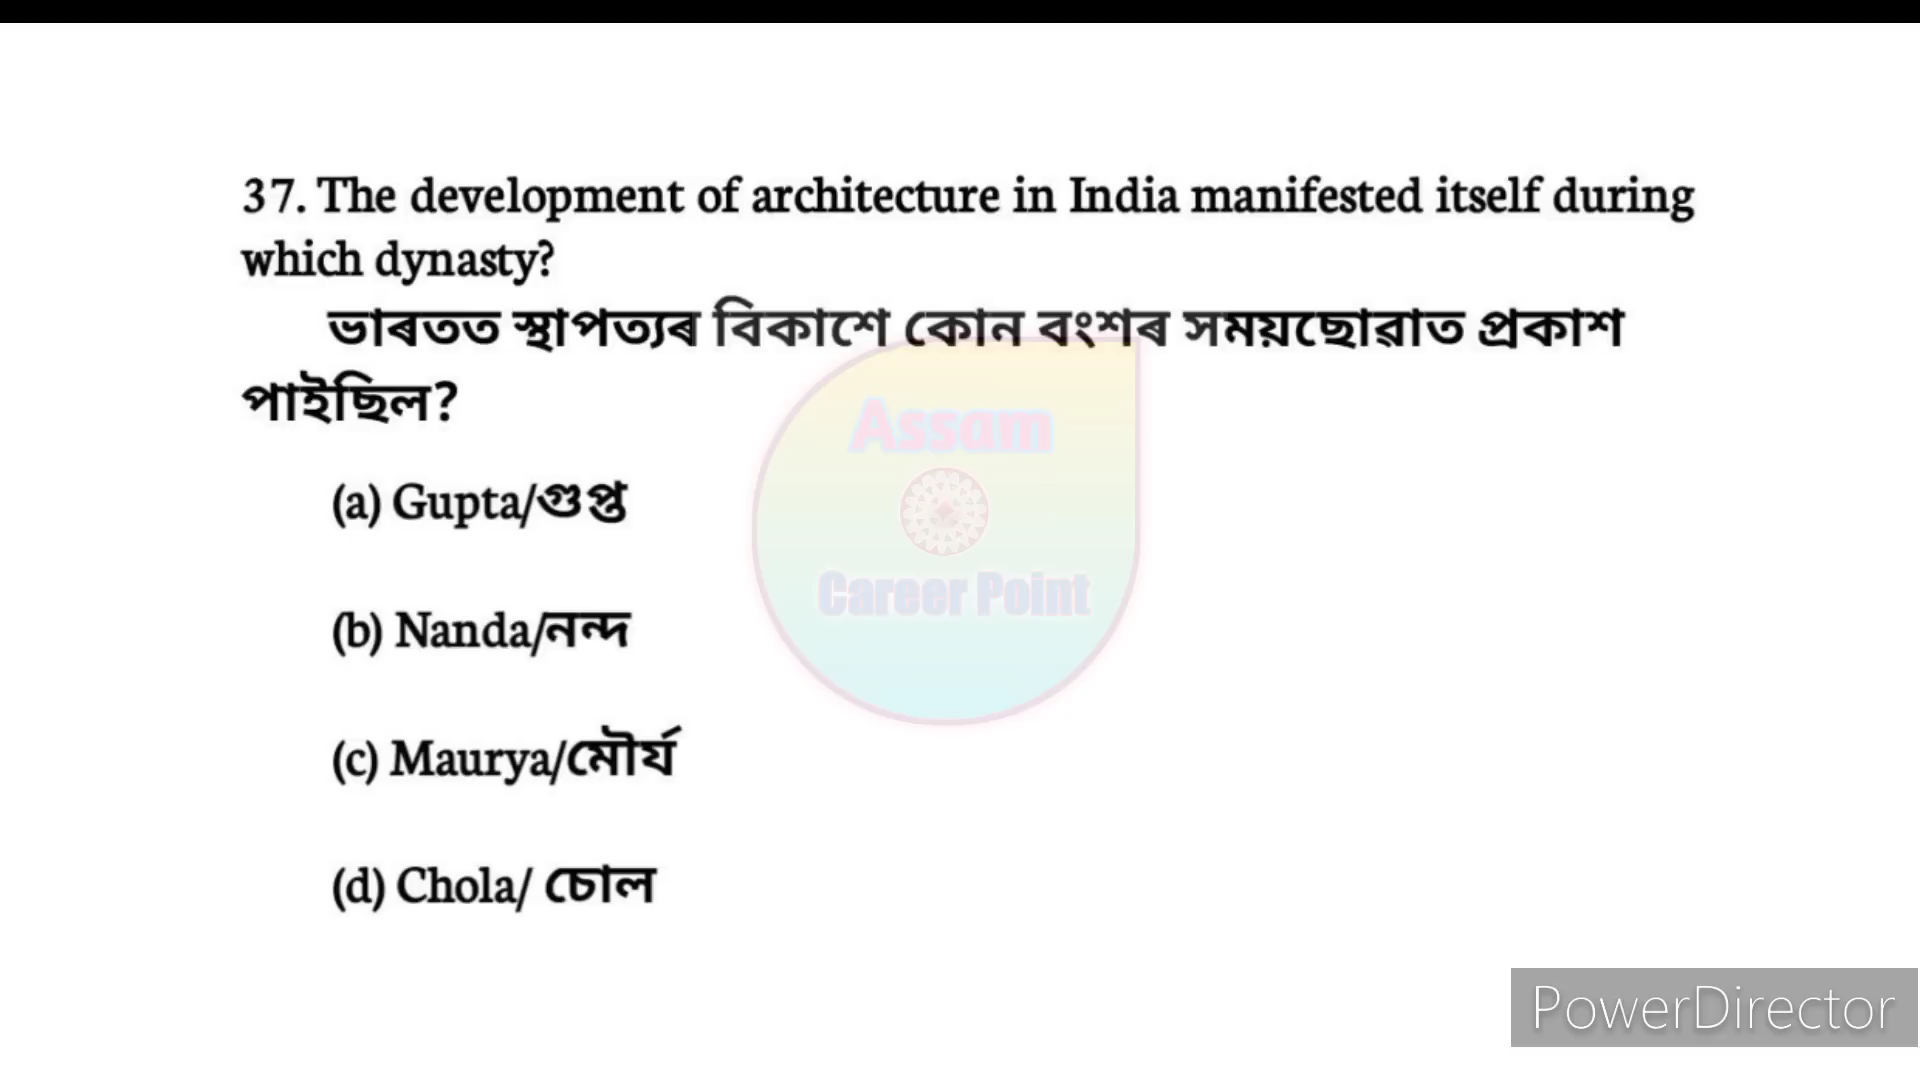 37. The development of architecture in India manifested itself during
which dynasty?
ভাৰতত স্থাপত্যৰ বিকাশে কোন বংশৰ সময়ছোৱাত প্ৰকাশ
পাইছিল?
Assam
(a) Gupta/গুপ্ত
Career Point
(b) Nanda/নন্দ
(c) Maurya/মৌৰ্য
(d) Chola/ চোল
PowerDirector